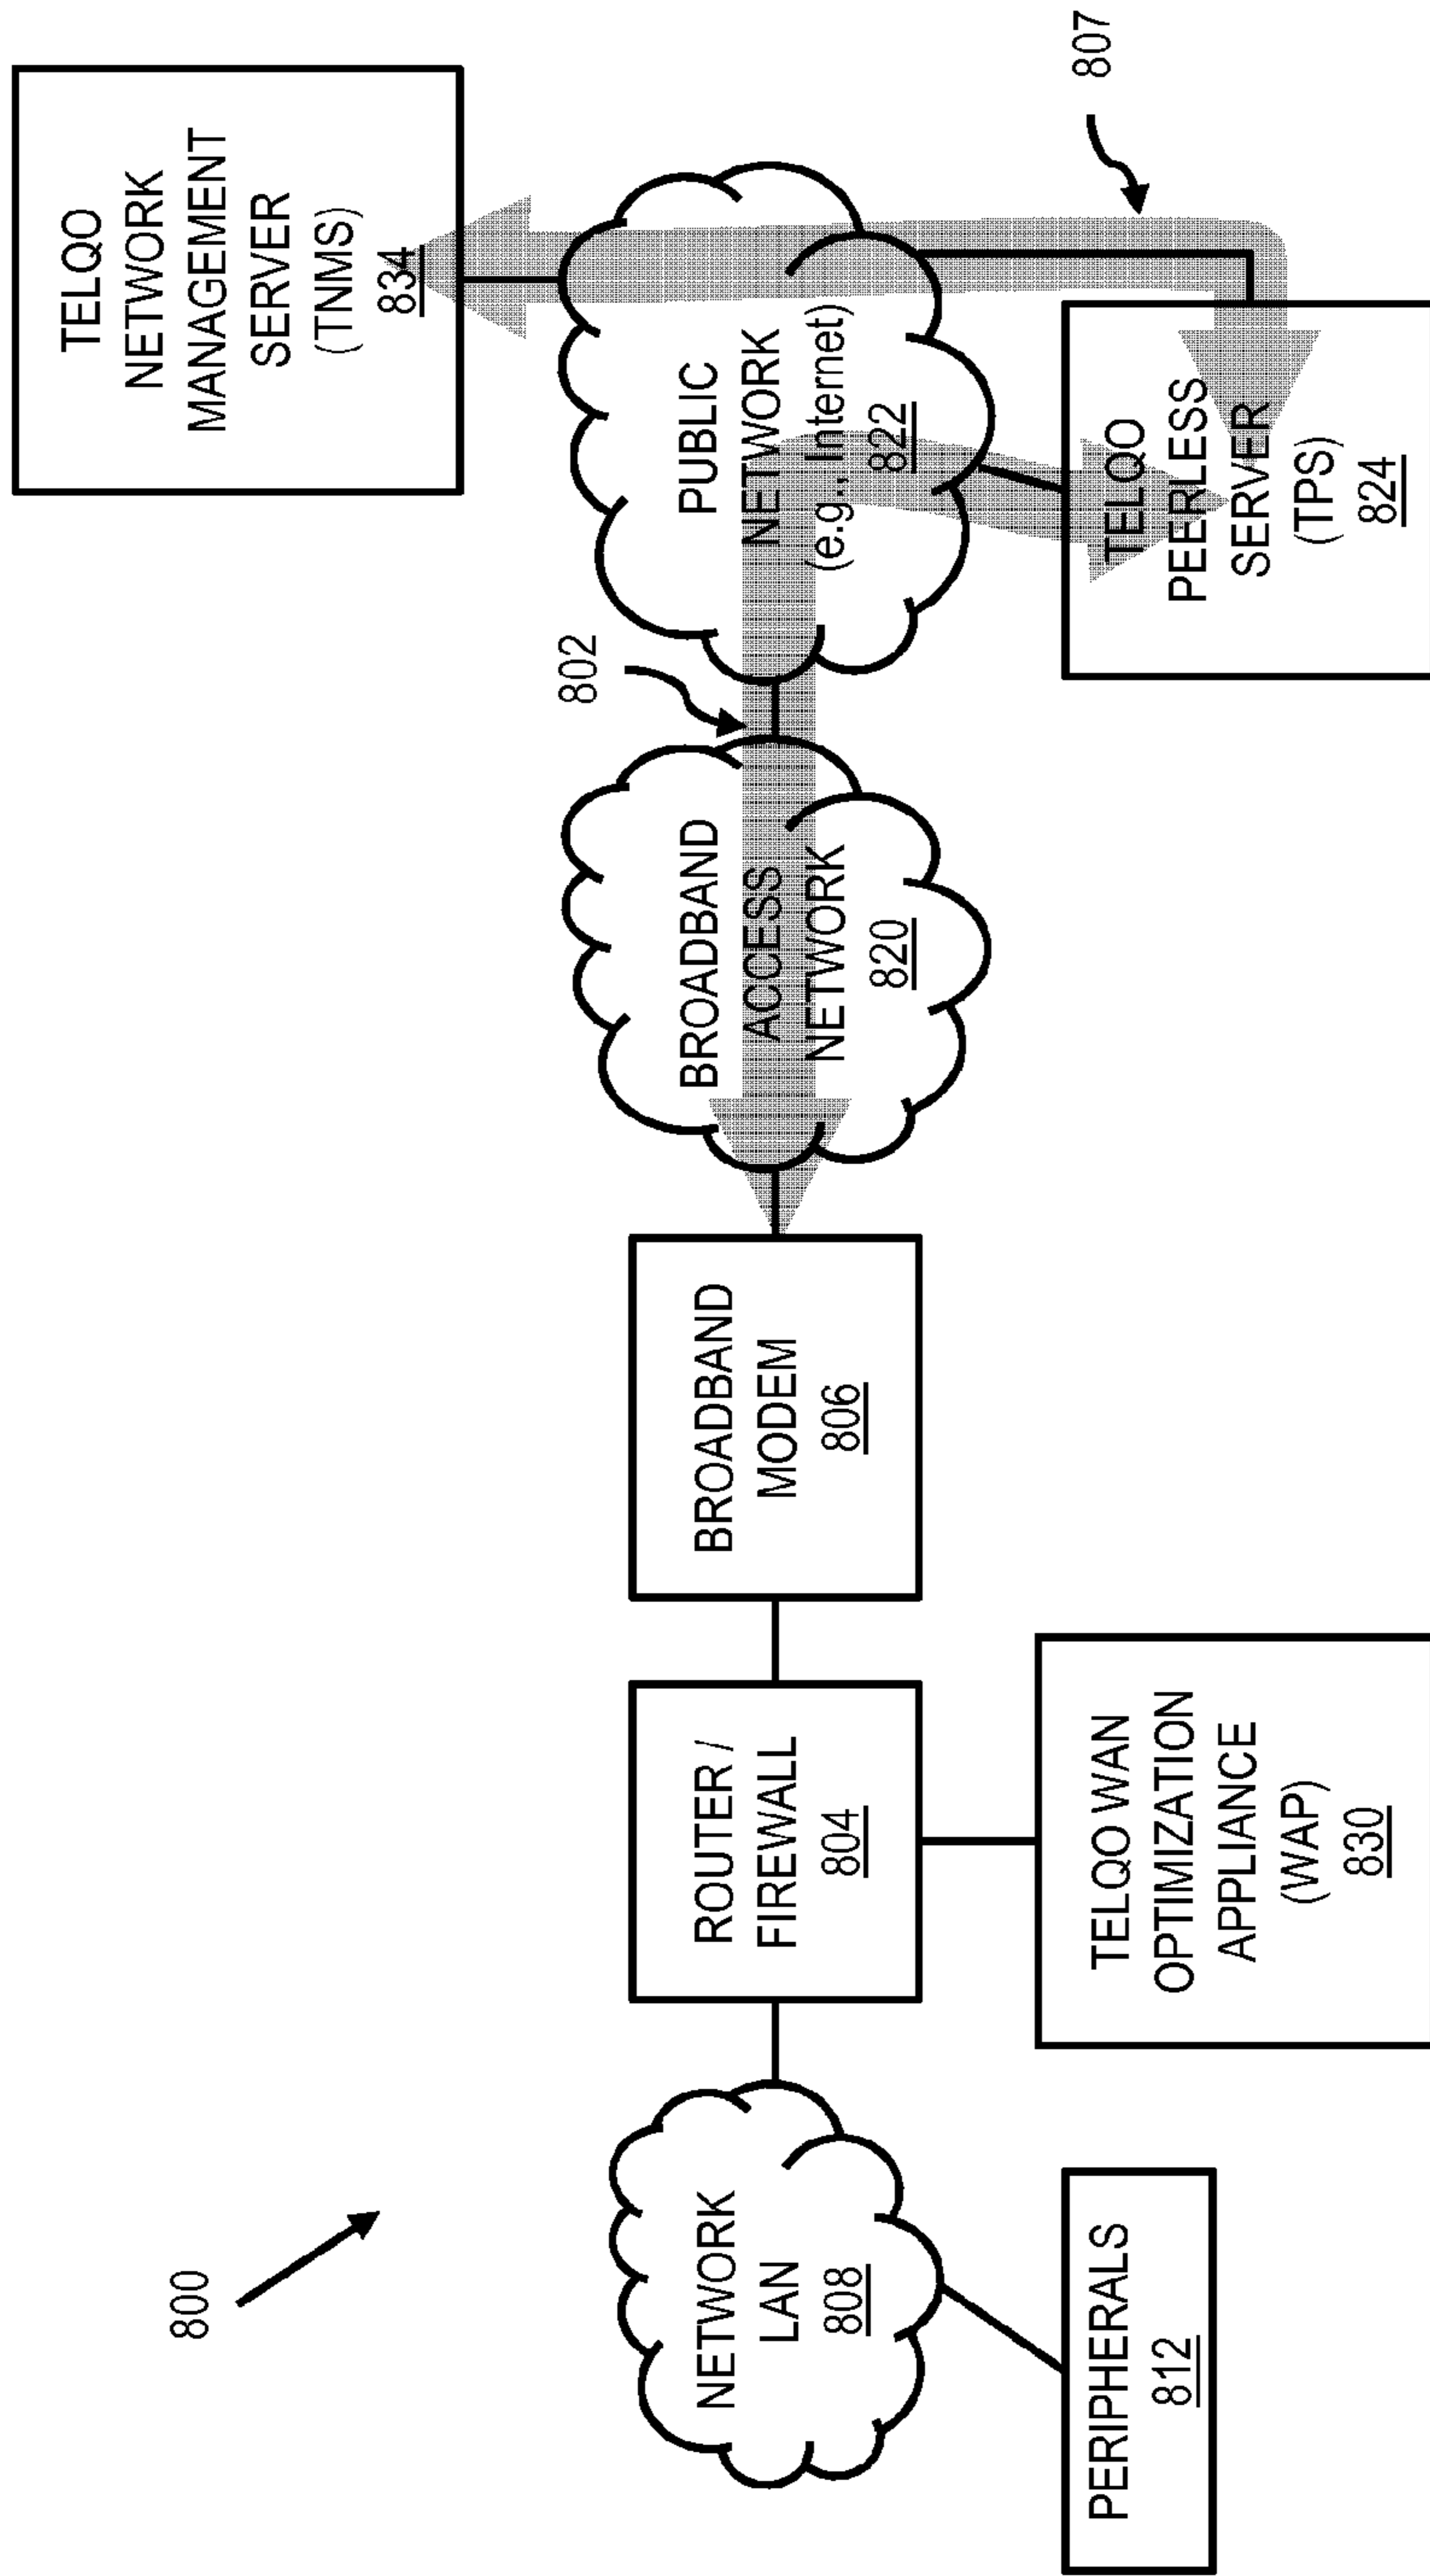 800
TELQO
NETWORK
MANAGEMENT
SERVER
(TNMS)
834
NETWORK
LAN
808
ROUTER /
FIREWALL
804
BROADBAND
MODEM
806
BROADBAND
ACCESS
NETWORK
820
802
PUBLIC
NETWORK
(e.g., Internet)
822
807
PERIPHERALS
812
TELQO WAN
OPTIMIZATION
APPLIANCE
(WAP)
830
TELQO
PEERLESS
SERVER
(TPS)
824